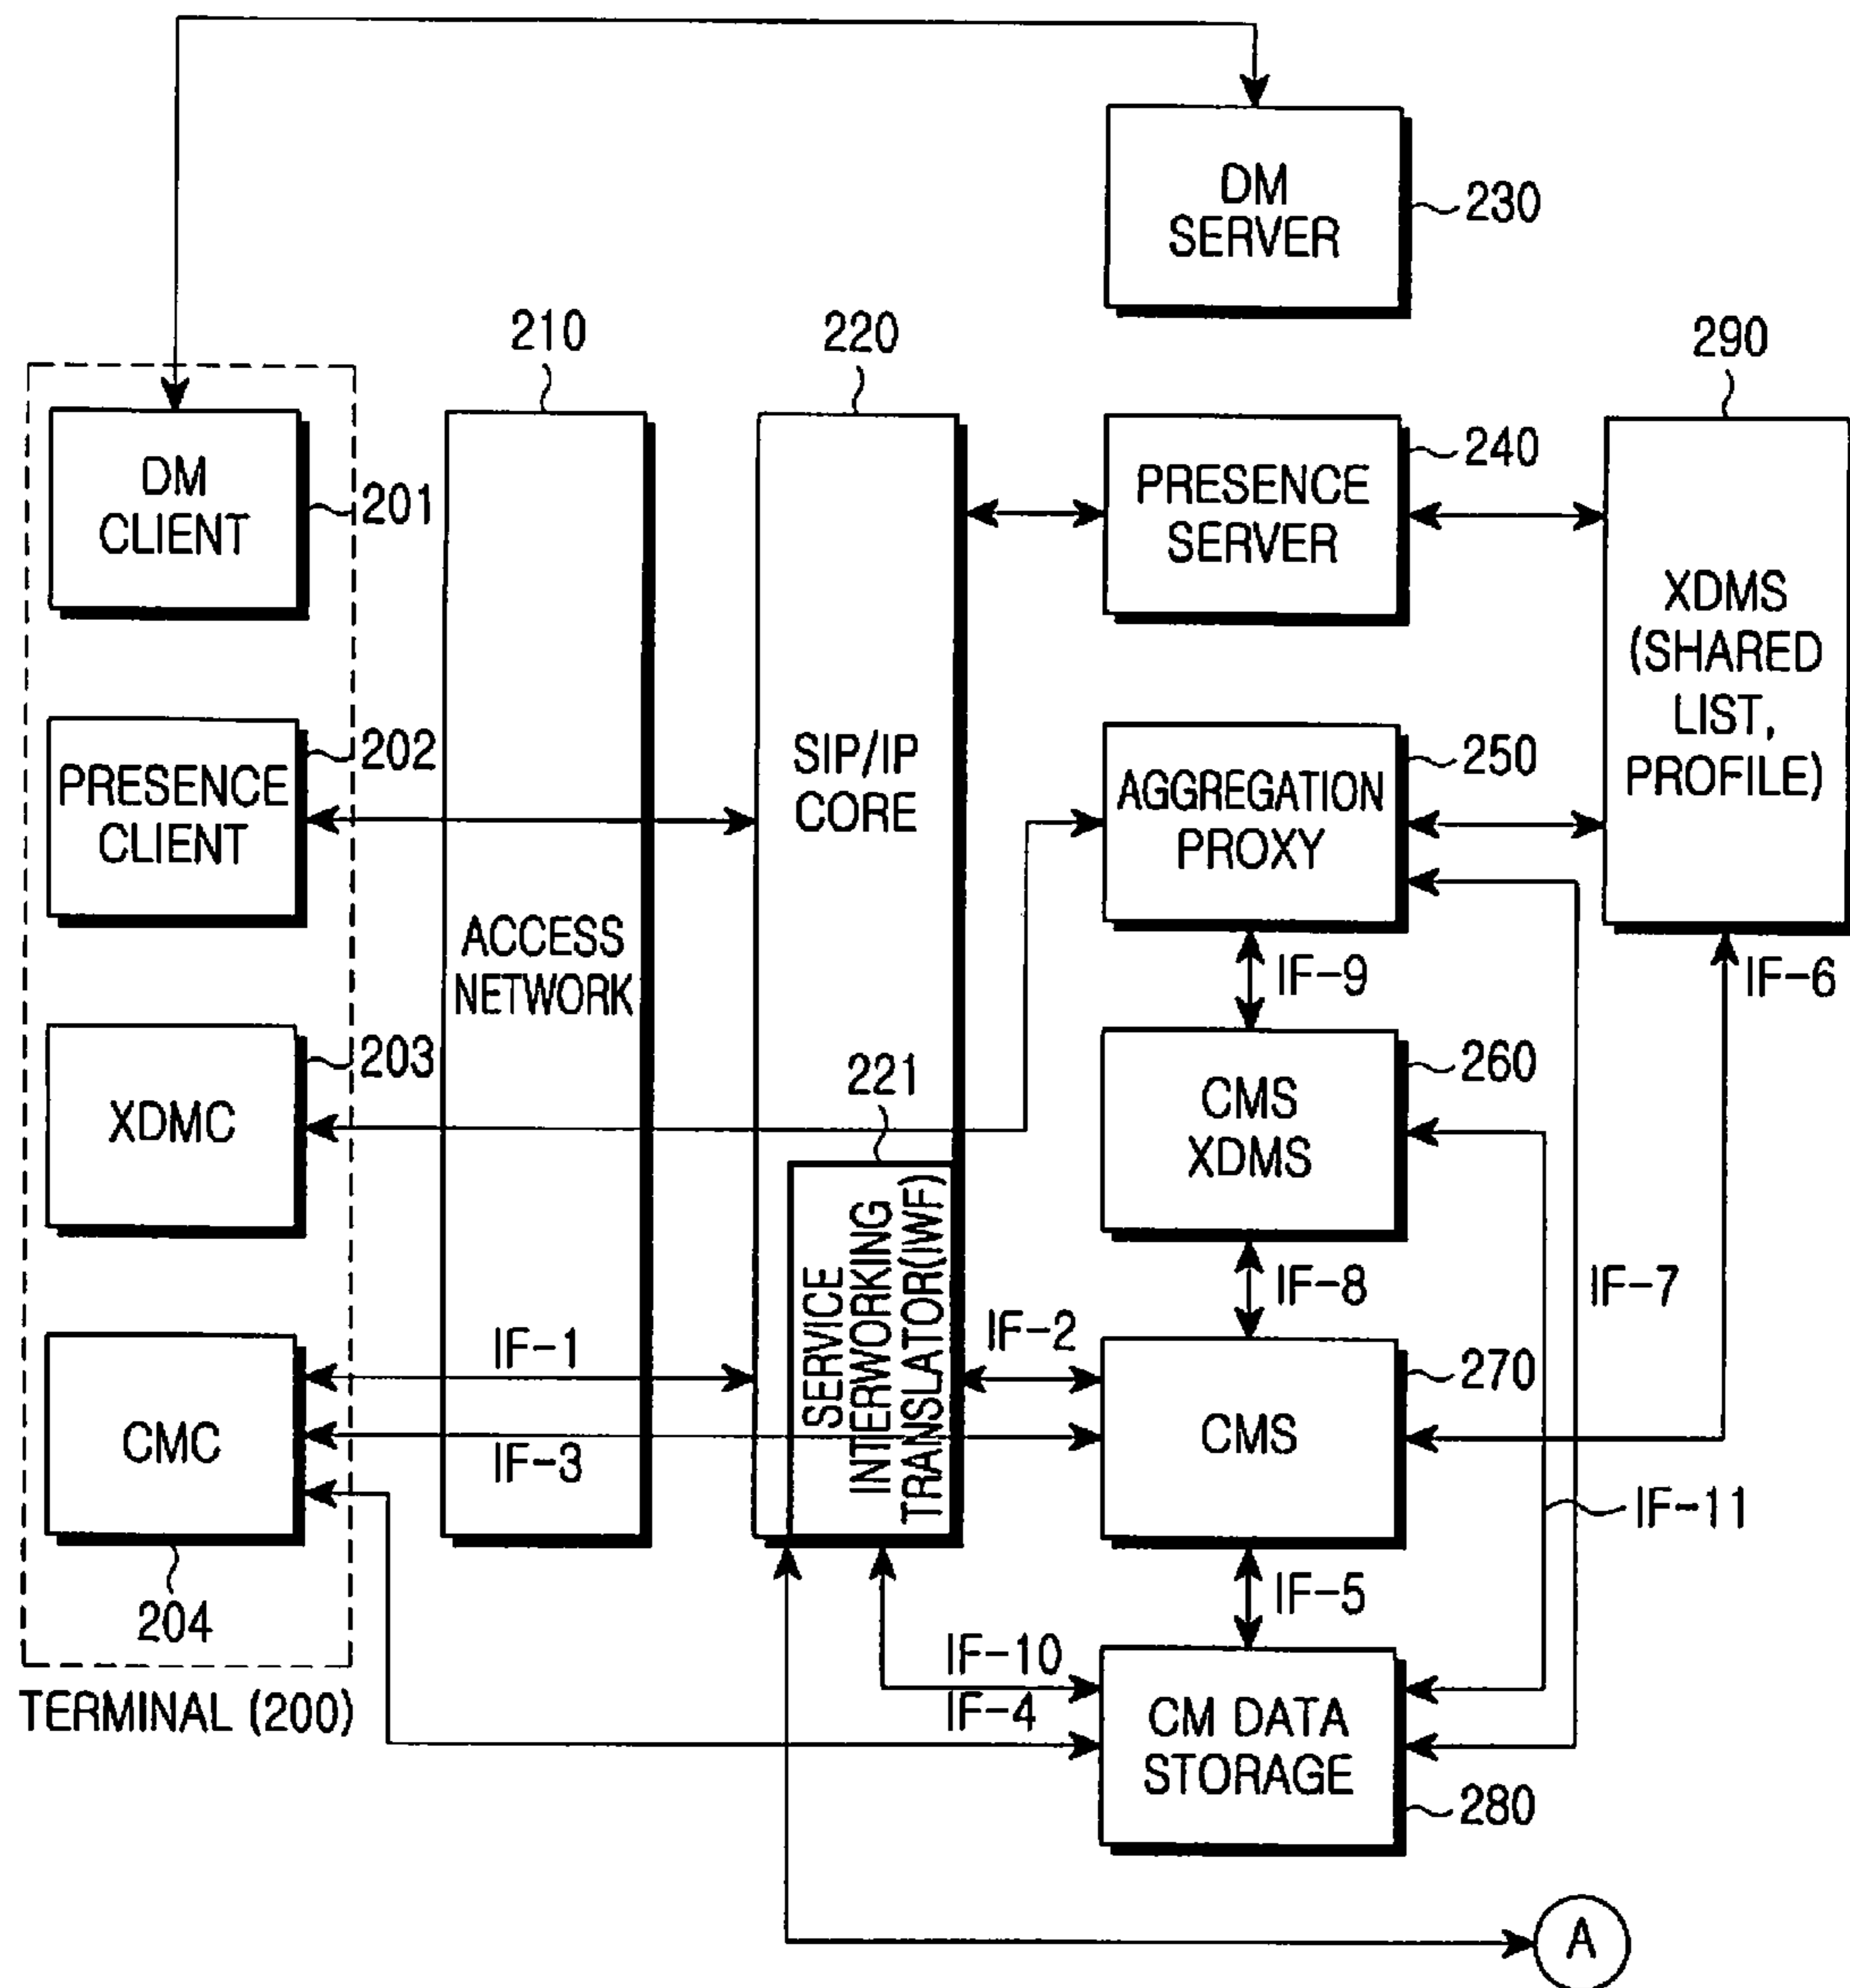 DM
SERVER
230
210
220
290
DM
CLIENT
201
PRESENCE
SERVER
240
XDMS
(SHARED
LIST,
PROFILE)
PRESENCE
CLIENT
202
SIP/IP
CORE
AGGREGATION
PROXY
250
ACCESS
NETWORK
IF-9
IF-6
XDMC
203
221
CMS
XDMS
260
SERVICE
INTERWORKING
TRANSLATOR(IWF)
IF-8
IF-7
IF-1
IF-2
CMC
IF-3
CMS
270
IF-11
204
IF-5
TERMINAL (200)
IF-10
IF-4
CM DATA
STORAGE
280
A